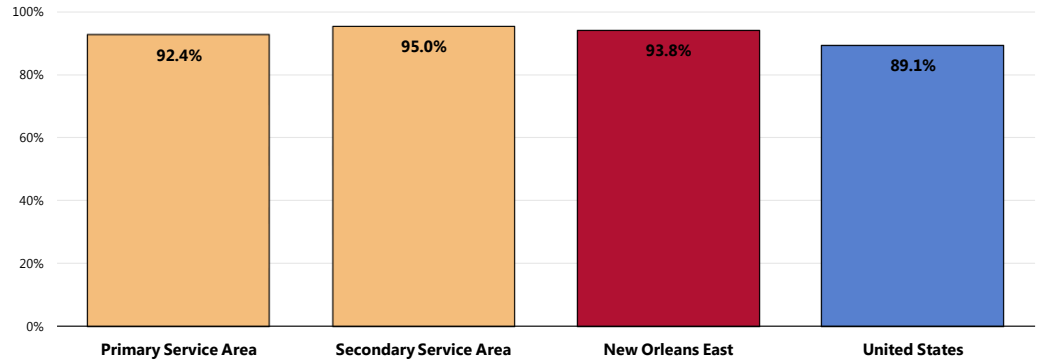 100%
80%
60%
40%
20%
0%
92.4%
95.0%
93.8%
89.1%
Primary Service Area
Secondary Service Area
New Orleans East
United States